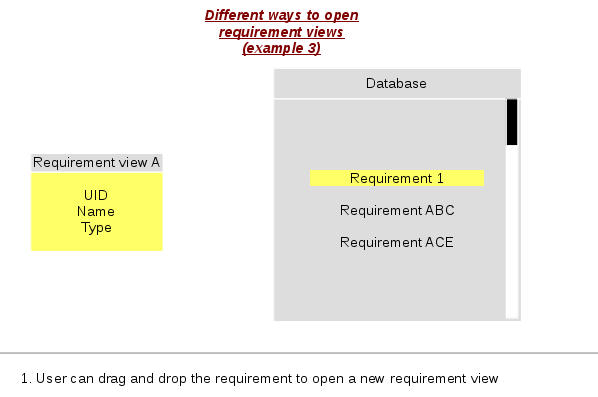 Different ways to open
requirement views
(example 3)
Database
Requirement view A
UID
Name
Type
Requirement 1
Requirement ABC
Requirement ACE
1. User can drag and drop the requirement to open a new requirement view